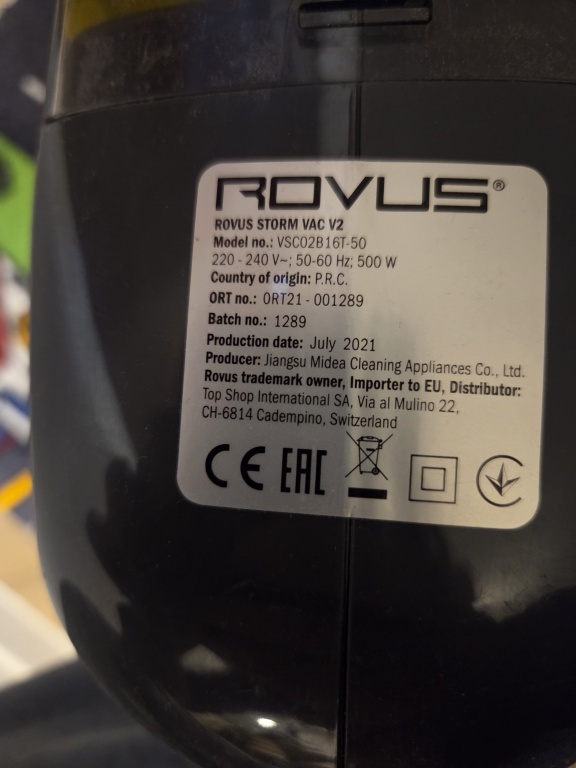 ROVUS®
ROVUS STORM VAC V2
Model no.: VSC02B16T-50
220 - 240 V~; 50-60 Hz; 500 W
Country of origin: P.R.C.
ORT no.: ORT21 - 001289
Batch no.: 1289
Production date: July 2021
Producer: Jiangsu Midea Cleaning Appliances Co., Ltd.
Rovus trademark owner, Importer to EU, Distributor:
Top Shop International SA, Via al Mulino 22,
CH-6814 Cadempino, Switzerland
CE EAC